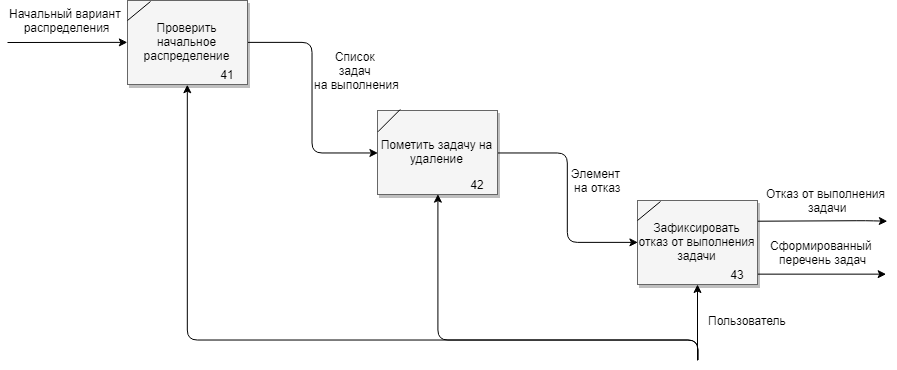 Начальный вариант
распределения
Проверить
начальное
распределение
41
Список
задач
на выполнения
Пометить задачу на
удаление
42
Элемент
на отказ
Зафиксировать
отказ от выполнения
задачи
43
Отказ от выполнения
задачи
Сформированный
перечень задач
Пользователь